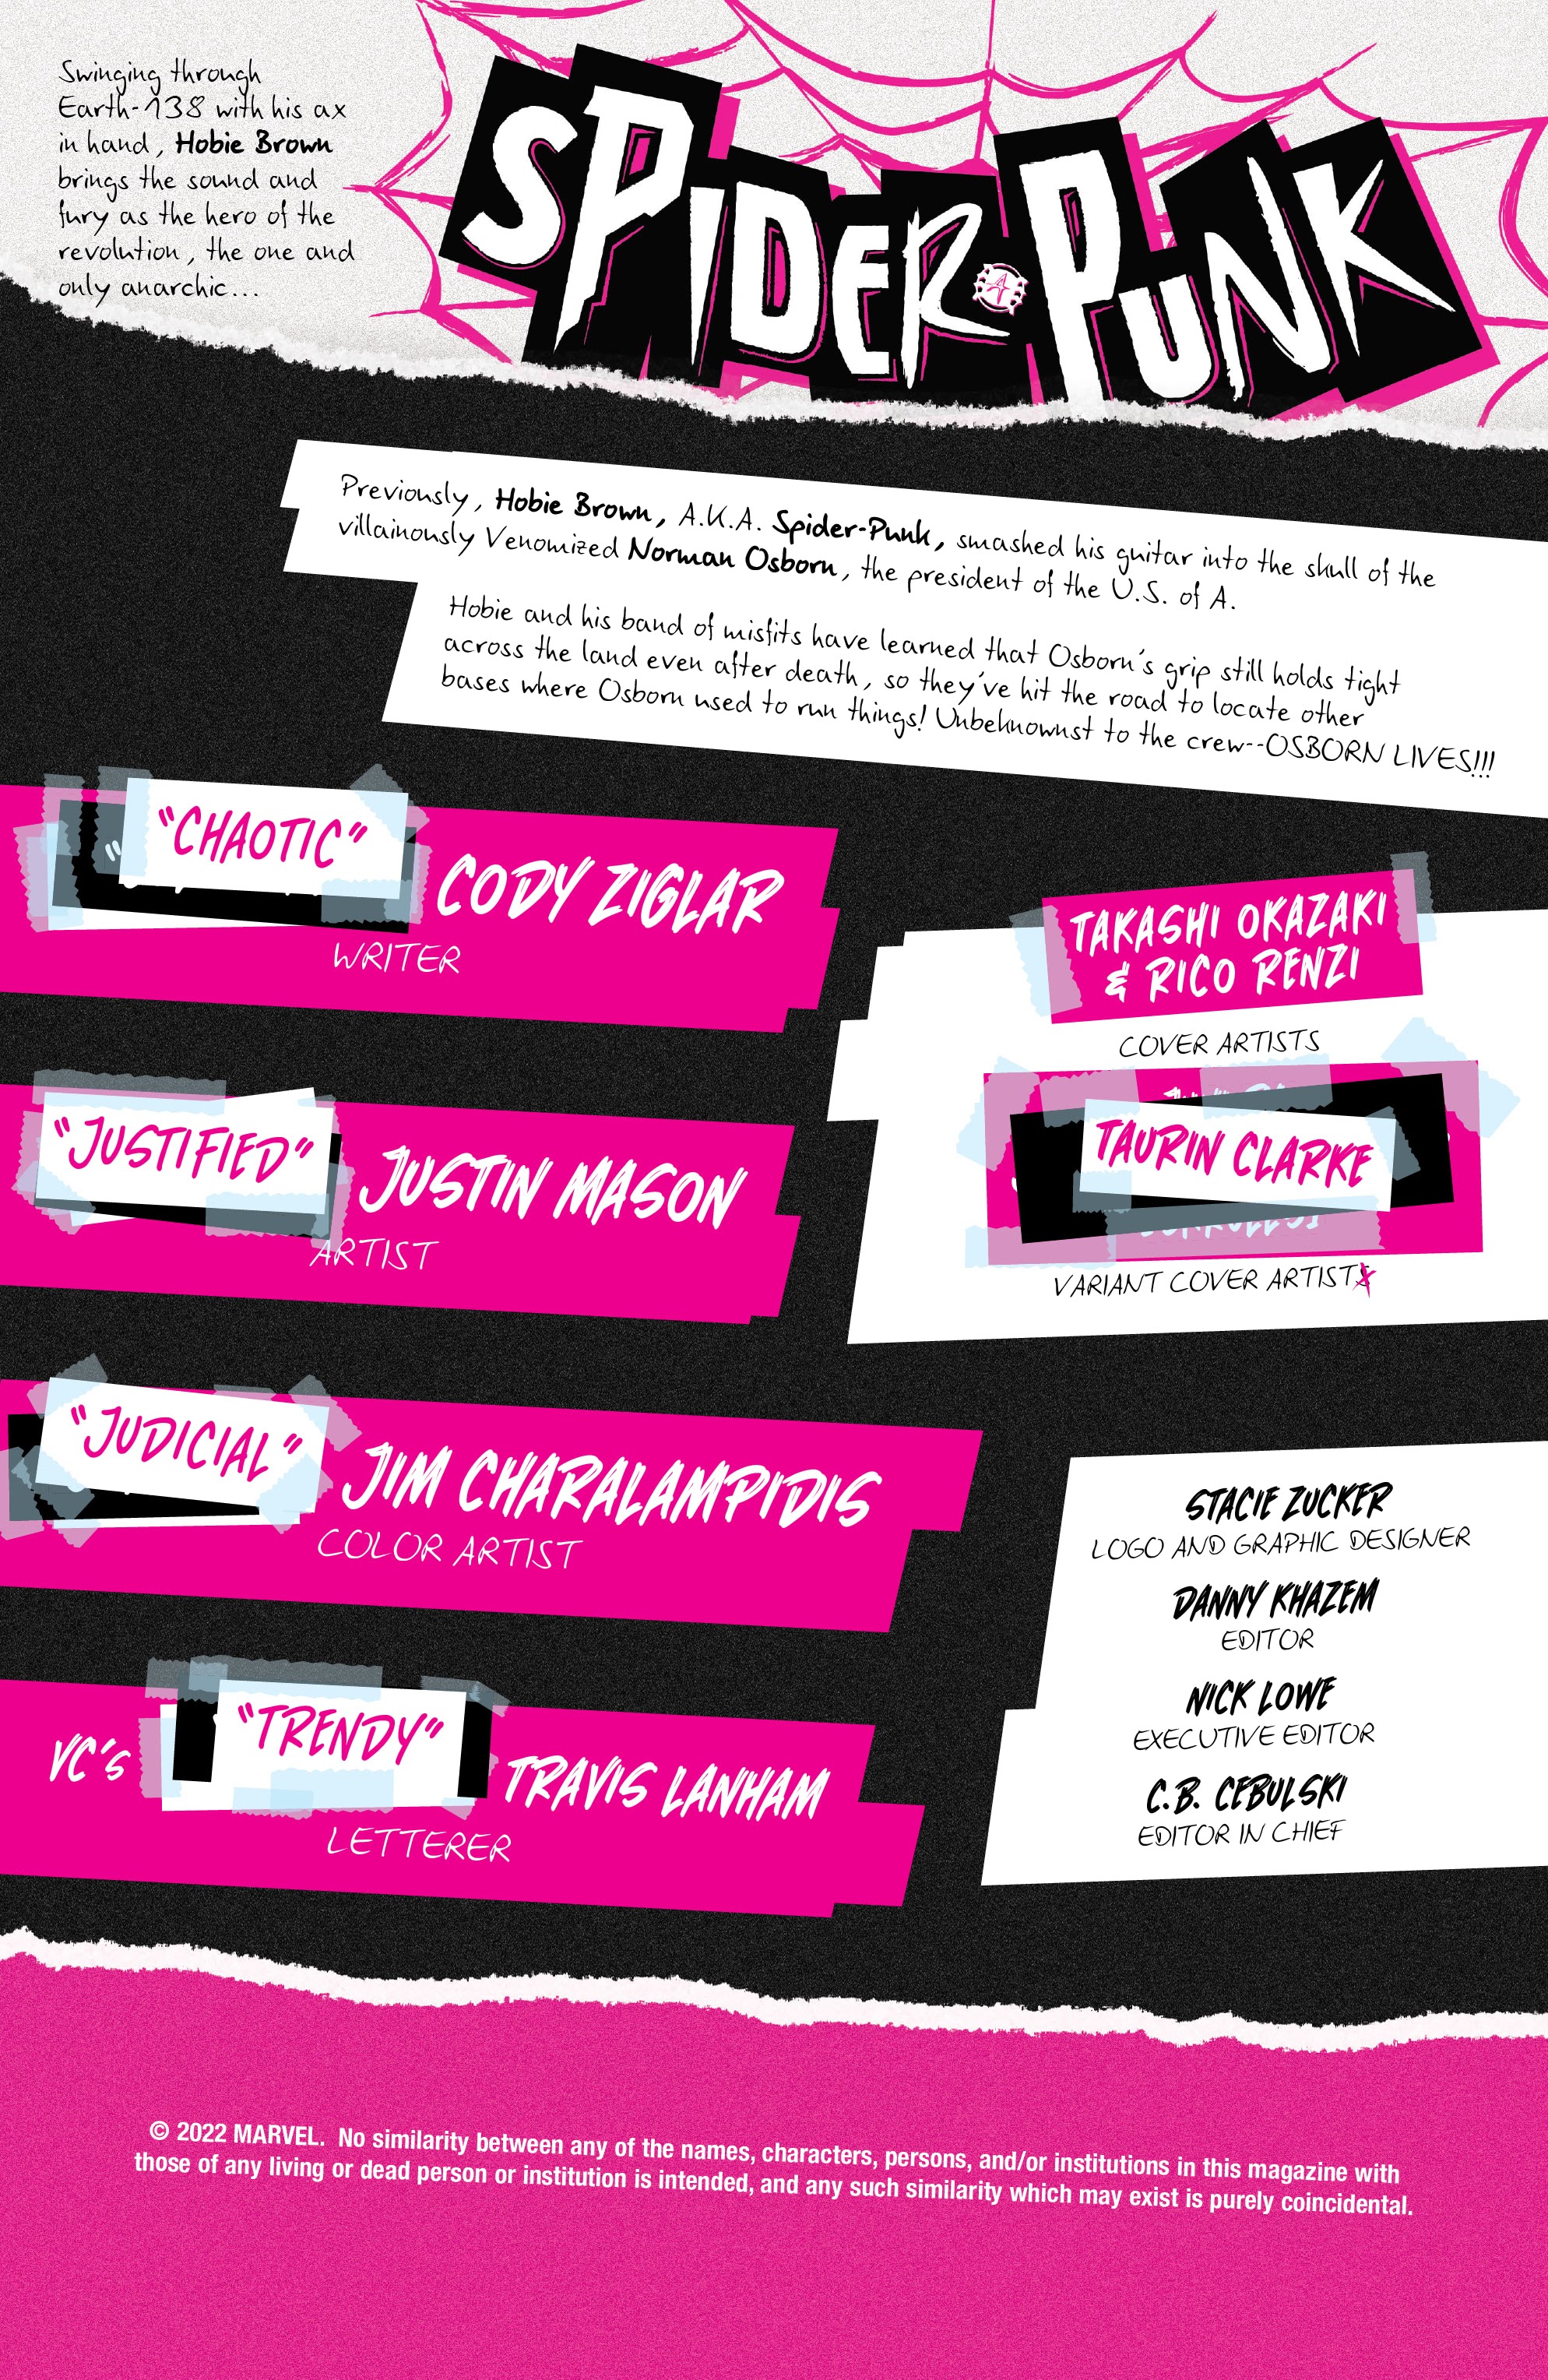 Swinging through
Earth-138 with his ax
in hand, Hobie Brown
brings the sound and
fury as the hero of the
revolution, the one and
only anarchic...
SPIDER-PUNK
Previously, Hobie Brown, A.K.A. Spider-Punk, smashed his guitar into the skull of the
villainously Venomized Norman Osborn, the president of the U.S. of A.
Hobie and his band of misfits have learned that Osborn's grip still holds tight
across the land even after death, so they've hit the road to locate other
bases where Osborn used to run things! Unbeknownst to the crew--OSBORN LIVES!!!
"CHAOTIC" CODY ZIGLAR
WRITER
"JUSTIFIED" JUSTIN MASON
ARTIST
"JUDICIAL" JIM CHARALAMPIDIS
COLOR ARTIST
VC's "TRENDY" TRAVIS LANHAM
LETTERER
TAKASHI OKAZAKI
& RICO RENZI
COVER ARTISTS
TAURIN CLARKE
VARIANT COVER ARTISTS
STACIE ZUCKER
LOGO AND GRAPHIC DESIGNER
DANNY KHAZEM
EDITOR
NICK LOWE
EXECUTIVE EDITOR
C.B. CEBULSKI
EDITOR IN CHIEF
© 2022 MARVEL. No similarity between any of the names, characters, persons, and/or institutions in this magazine with
those of any living or dead person or institution is intended, and any such similarity which may exist is purely coincidental.